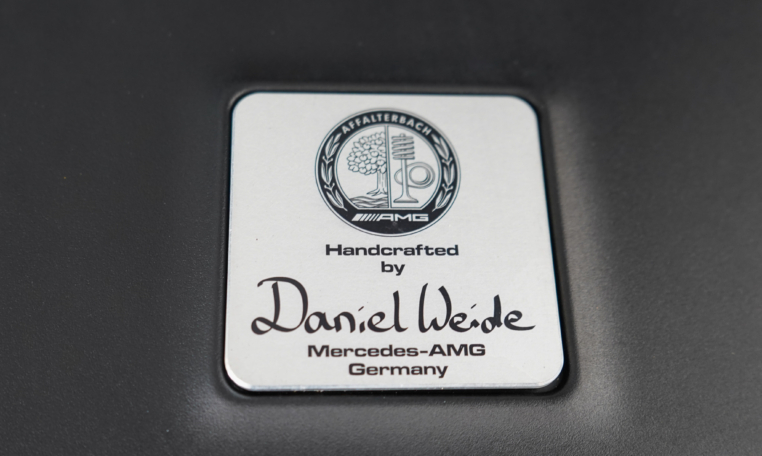 AFFALTERBACH
AMG
Handcrafted
by
Daniel Weide
Mercedes-AMG
Germany